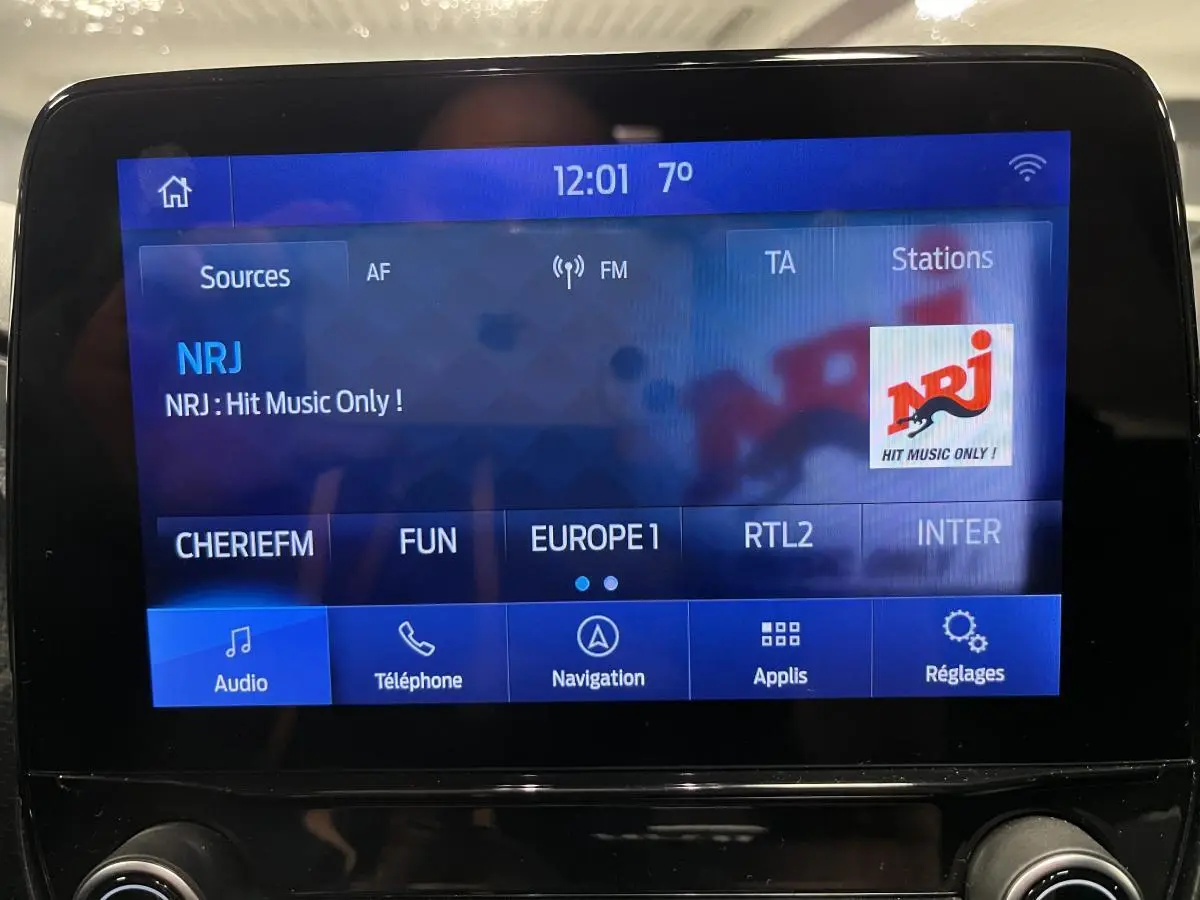 12:01 7º
Sources AF FM TA Stations
NRJ
NRJ : Hit Music Only !
NRJ
HIT MUSIC ONLY !
CHERIEFM FUN EUROPE 1 RTL2 INTER
Audio Téléphone Navigation Applis Réglages